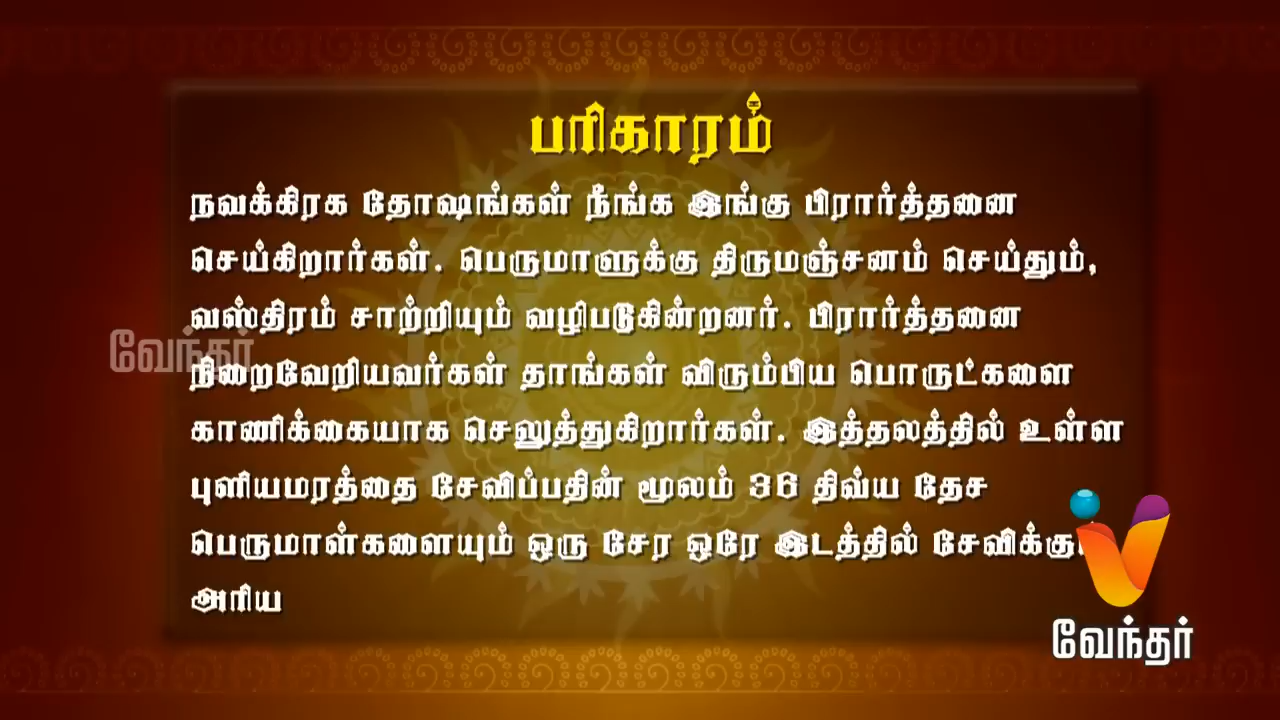 பரிகாரம்
நவக்கிரக தோஷங்கள் நீங்க இங்கு பிரார்த்தனை
செய்கிறார்கள். பெருமாளுக்கு திருமஞ்சனம் செய்தும்,
வஸ்திரம் சாற்றியும் வழிபடுகின்றனர். பிரார்த்தனை
வேந்தர்
நிறைவேறியவர்கள் தாங்கள் விரும்பிய பொருட்களை
காணிக்கையாக செலுத்துகிறார்கள். இத்தலத்தில் உள்ள
புளியமரத்தை சேவிப்பதின் மூலம் 36 திவ்ய தேச
பெருமாள்களையும் ஒரு சேர ஒரே இடத்தில்
அரிய
வேந்தர்